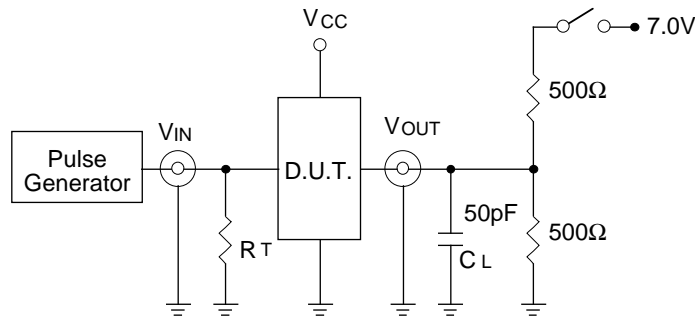 VCC
7.0V
500Ω
VIN
VOUT
Pulse
Generator
D.U.T.
50pF
500Ω
RT
CL